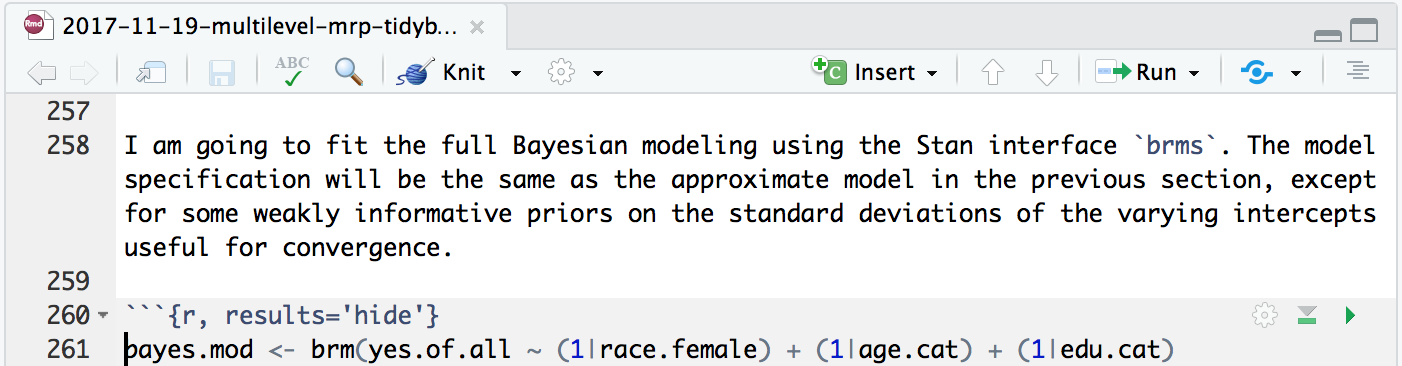 Rmd 2017-11-19-multilevel-mrp-tidyb...
ABC Knit Insert Run
257
258 I am going to fit the full Bayesian modeling using the Stan interface `brms`. The model
specification will be the same as the approximate model in the previous section, except
for some weakly informative priors on the standard deviations of the varying intercepts
useful for convergence.
259
260 ```{r, results='hide'}
261 bayes.mod <- brm(yes.of.all ~ (1|race.female) + (1|age.cat) + (1|edu.cat)